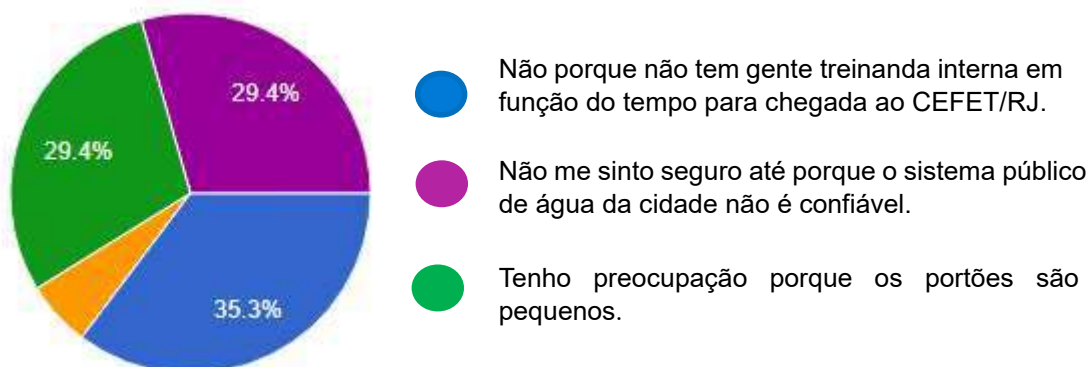 29.4%
29.4%
35.3%
Não porque não tem gente treinanda interna em
função do tempo para chegada ao CEFET/RJ.
Não me sinto seguro até porque o sistema público
de água da cidade não é confiável.
Tenho preocupação porque os portões são
pequenos.